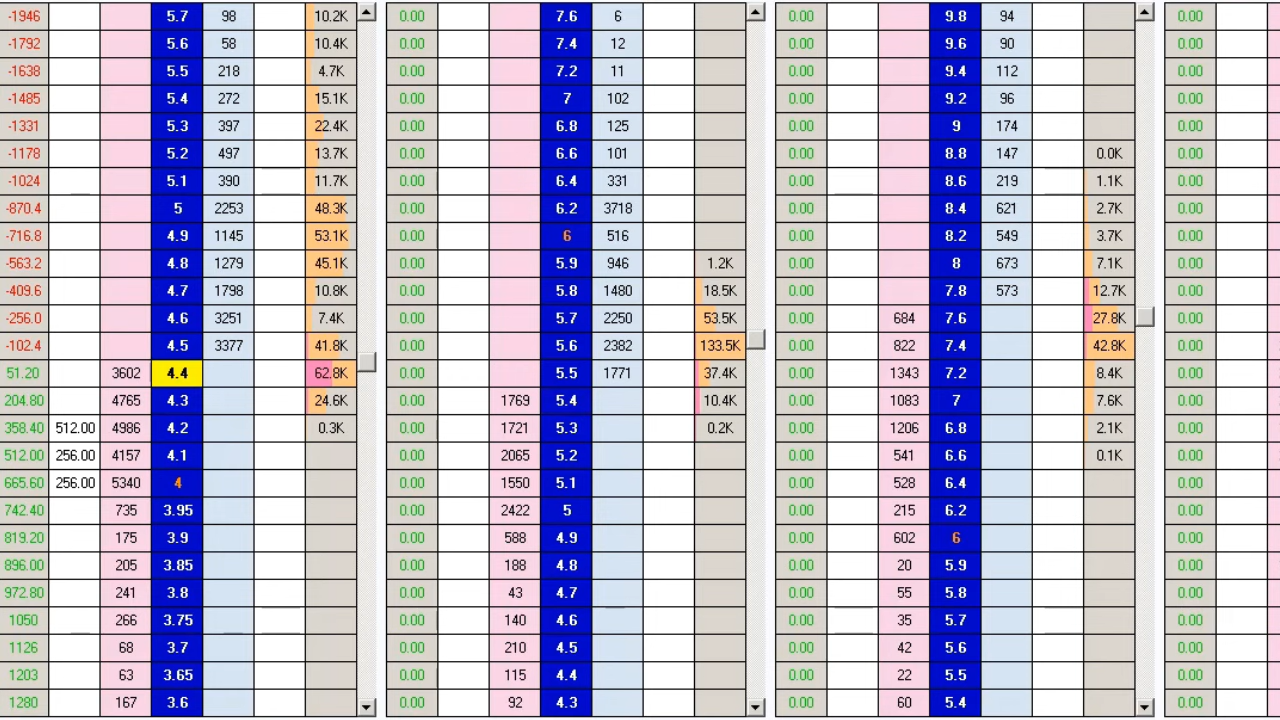 -1946 5.7 98 10.2K 0.00 7.6 6 0.00 9.8 94 0.00
-1792 5.6 58 10.4K 0.00 7.4 12 0.00 9.6 90 0.00
-1638 5.5 218 4.7K 0.00 7.2 11 0.00 9.4 112 0.00
-1485 5.4 272 15.1K 0.00 7 102 0.00 9.2 96 0.00
-1331 5.3 397 22.4K 0.00 6.8 125 0.00 9 174 0.00
-1178 5.2 497 13.7K 0.00 6.6 101 0.00 8.8 147 0.0K 0.00
-1024 5.1 390 11.7K 0.00 6.4 331 0.00 8.6 219 1.1K 0.00
-870.4 5 2253 48.3K 0.00 6.2 3718 0.00 8.4 621 2.7K 0.00
-716.8 4.9 1145 53.1K 0.00 6 516 0.00 8.2 549 3.7K 0.00
-563.2 4.8 1279 45.1K 0.00 5.9 946 1.2K 0.00 8 673 7.1K 0.00
-409.6 4.7 1798 10.8K 0.00 5.8 1480 18.5K 0.00 7.8 573 12.7K 0.00
-256.0 4.6 3251 7.4K 0.00 5.7 2250 53.5K 0.00 684 7.6 27.8K 0.00
-102.4 4.5 3377 41.8K 0.00 5.6 2382 133.5K 0.00 822 7.4 42.8K 0.00
51.20 3602 4.4 62.8K 0.00 5.5 1771 37.4K 0.00 1343 7.2 8.4K 0.00
204.80 4765 4.3 24.6K 0.00 1769 5.4 10.4K 0.00 1083 7 7.6K 0.00
358.40 512.00 4986 4.2 0.3K 0.00 1721 5.3 0.2K 0.00 1206 6.8 2.1K 0.00
512.00 256.00 4157 4.1 0.00 2065 5.2 0.00 541 6.6 0.1K 0.00
665.60 256.00 5340 4 0.00 1550 5.1 0.00 528 6.4 0.00
742.40 735 3.95 0.00 2422 5 0.00 215 6.2 0.00
819.20 175 3.9 0.00 588 4.9 0.00 602 6 0.00
896.00 205 3.85 0.00 188 4.8 0.00 20 5.9 0.00
972.80 241 3.8 0.00 43 4.7 0.00 55 5.8 0.00
1050 266 3.75 0.00 140 4.6 0.00 35 5.7 0.00
1126 68 3.7 0.00 210 4.5 0.00 42 5.6 0.00
1203 63 3.65 0.00 115 4.4 0.00 22 5.5 0.00
1280 167 3.6 0.00 92 4.3 0.00 60 5.4 0.00